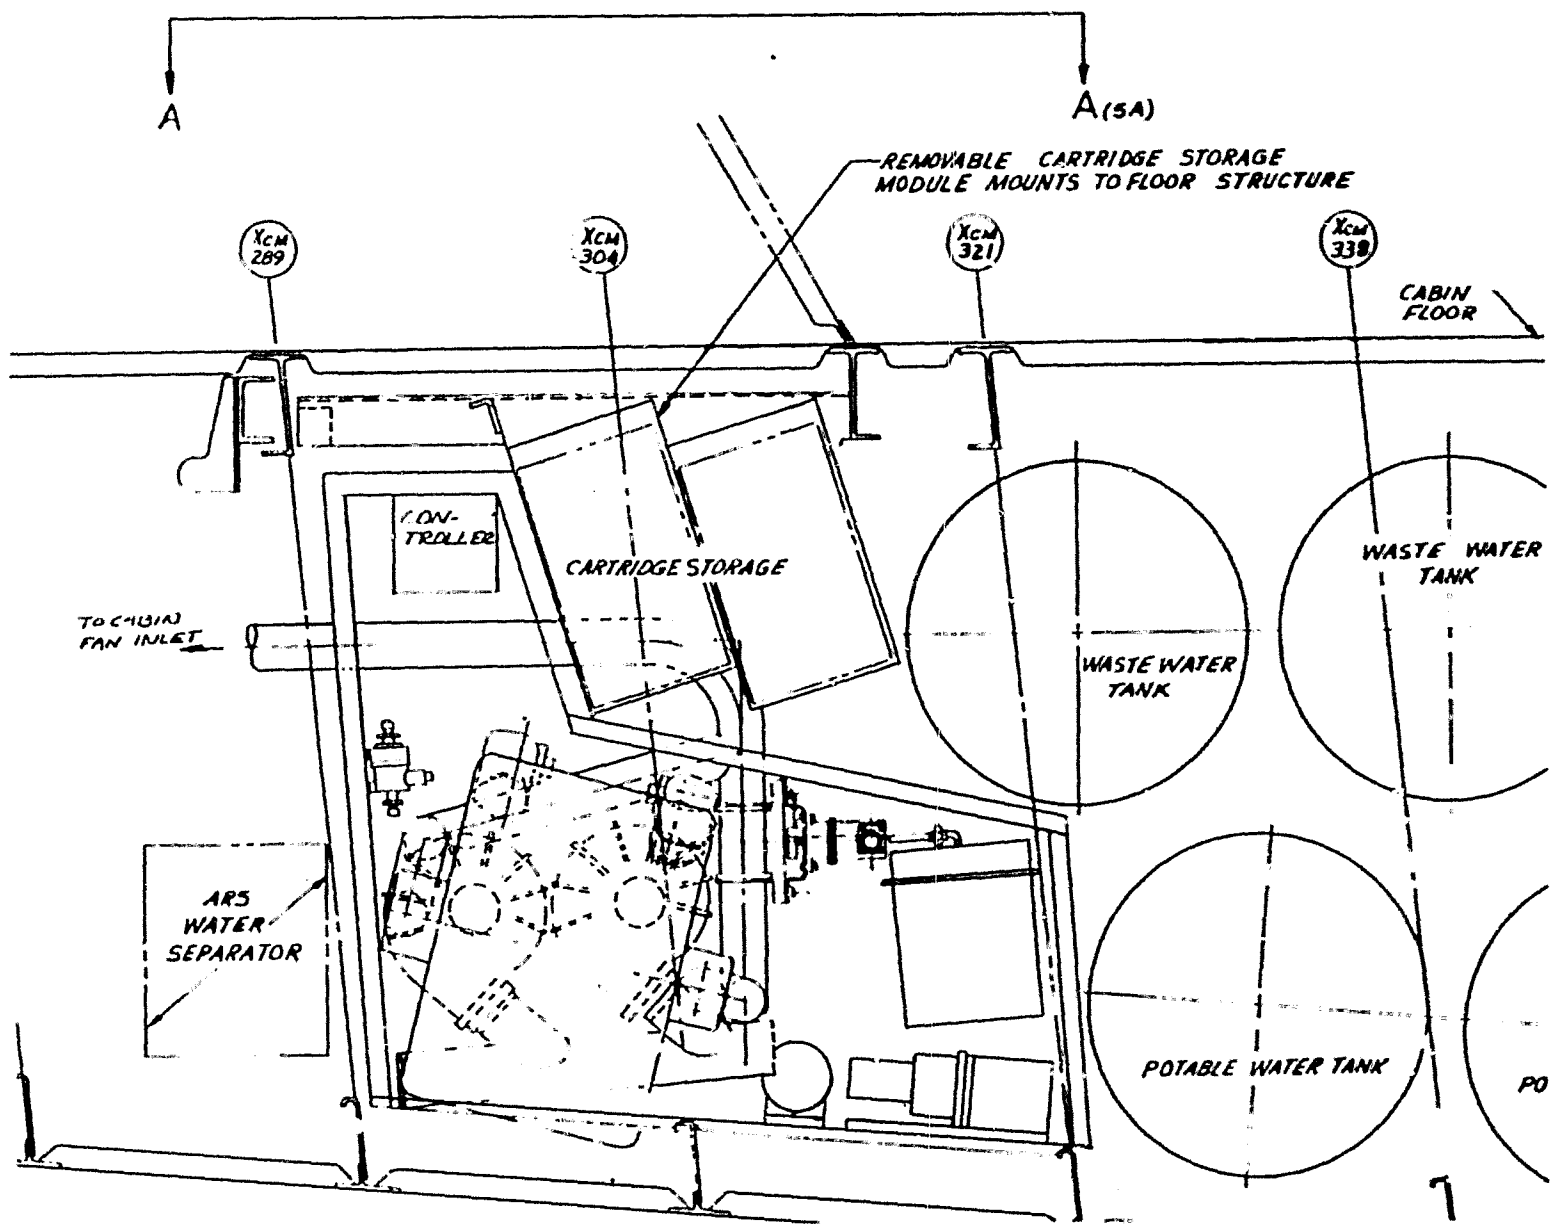 A
A (5A)
REMOVABLE CARTRIDGE STORAGE
MODULE MOUNTS TO FLOOR STRUCTURE
XCM
289
XCM
304
XCM
321
XCM
338
CABIN
FLOOR
CON-
TROLLER
CARTRIDGE STORAGE
WASTE WATER
TANK
TO CABIN
FAN INLET
WASTE WATER
TANK
ARS
WATER
SEPARATOR
POTABLE WATER TANK
PO